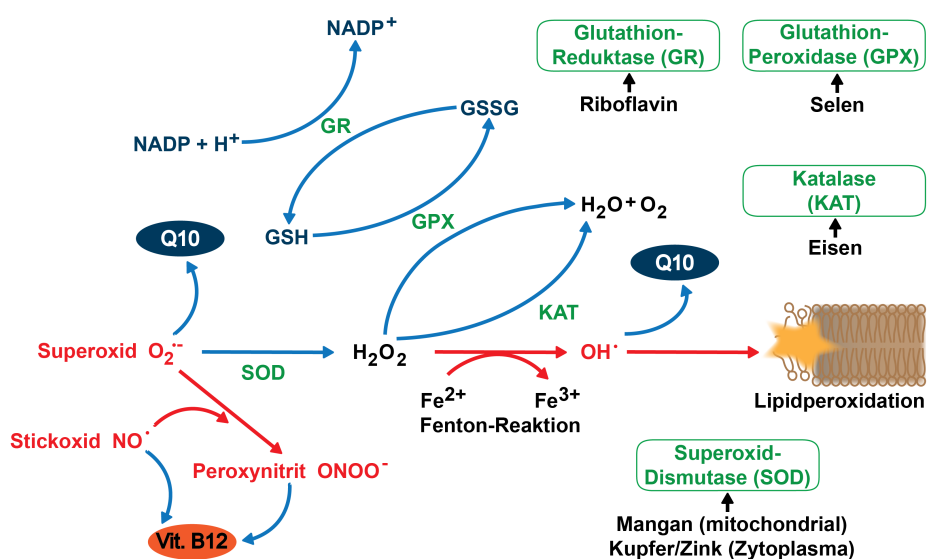 NADP⁺
NADP + H⁺
GR
GSSG
GSH
GPX
Glutathion-
Reduktase (GR)
Riboflavin
Glutathion-
Peroxidase (GPX)
Selen
Katalase
(KAT)
Eisen
Q10
H₂O + O₂
Q10
KAT
Superoxid O₂˙⁻
SOD
H₂O₂
OH˙
Fe²⁺
Fe³⁺
Fenton-Reaktion
Lipidperoxidation
Stickoxid NO˙
Peroxynitrit ONOO⁻
Vit. B12
Superoxid-
Dismutase (SOD)
Mangan (mitochondrial)
Kupfer/Zink (Zytoplasma)